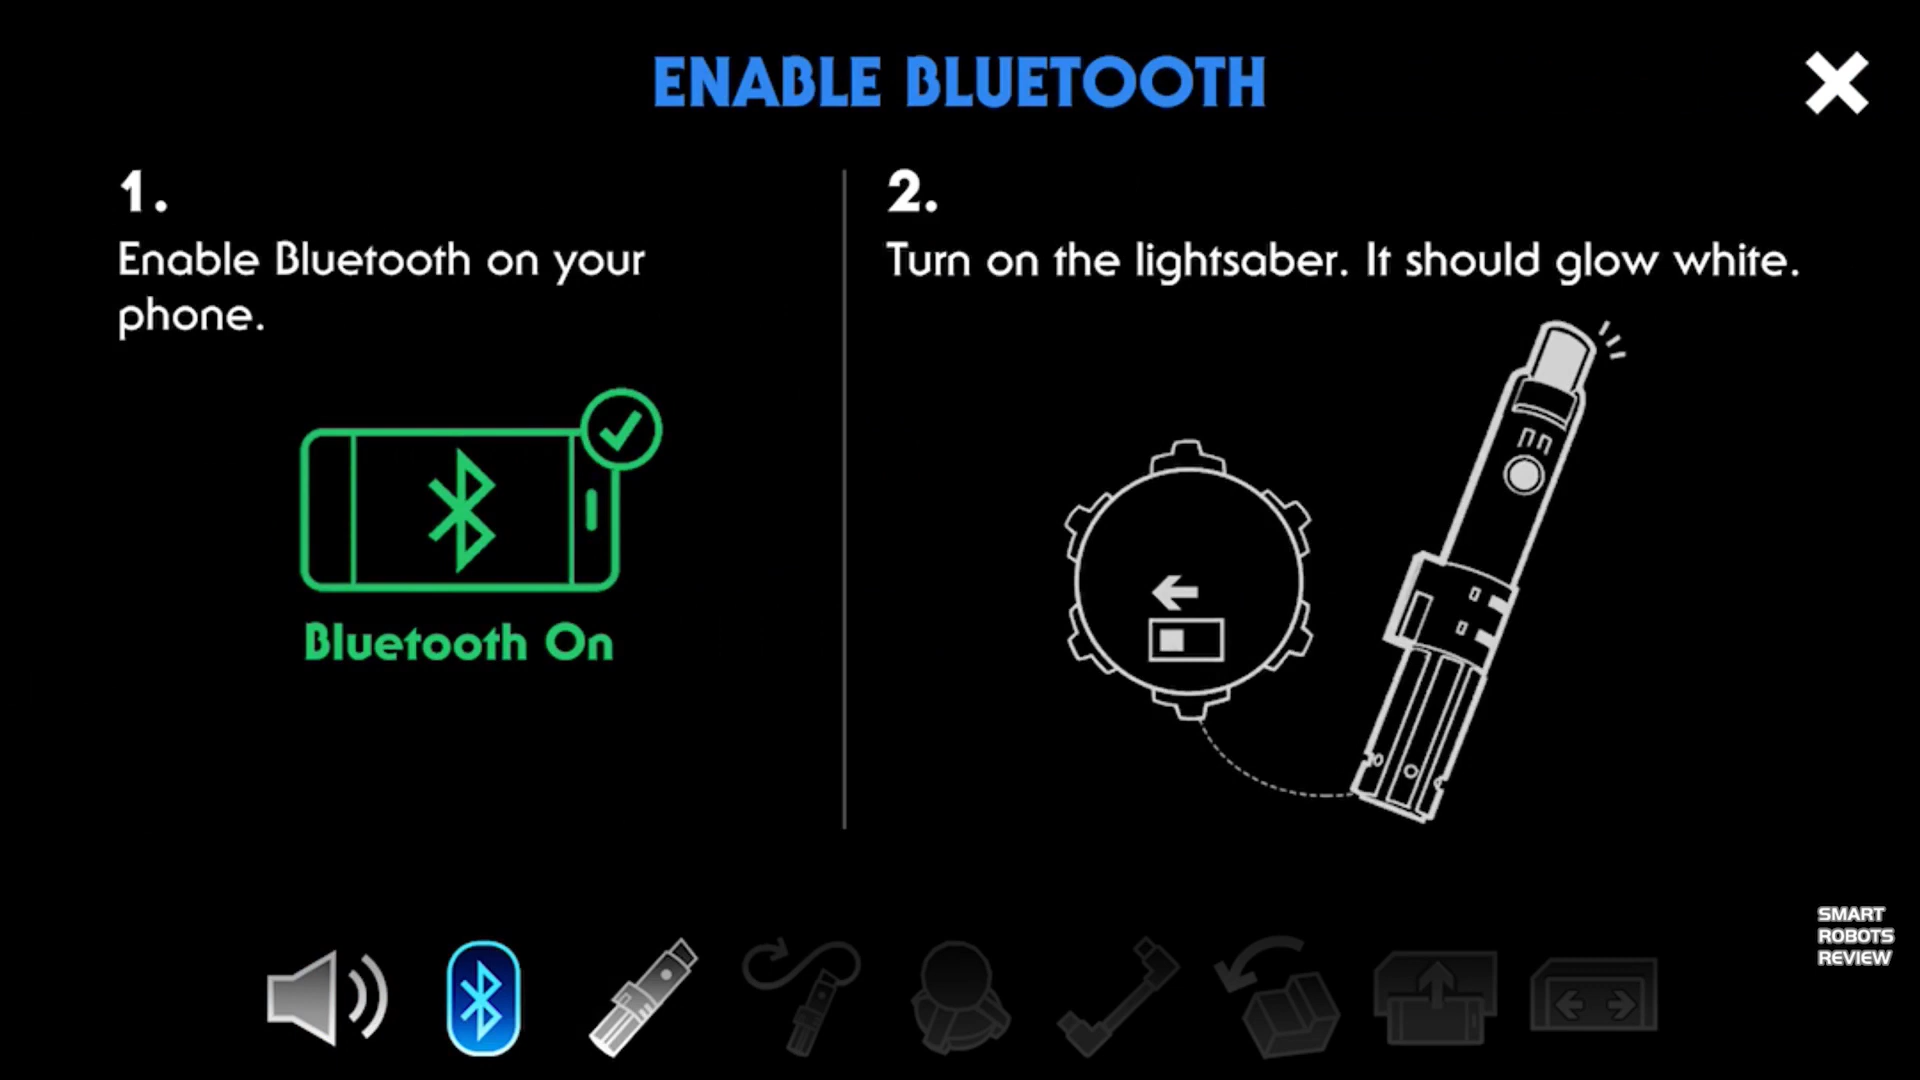 ENABLE BLUETOOTH
1.
Enable Bluetooth on your
phone.
Bluetooth On
2.
Turn on the lightsaber. It should glow white.
SMART
ROBOTS
REVIEW